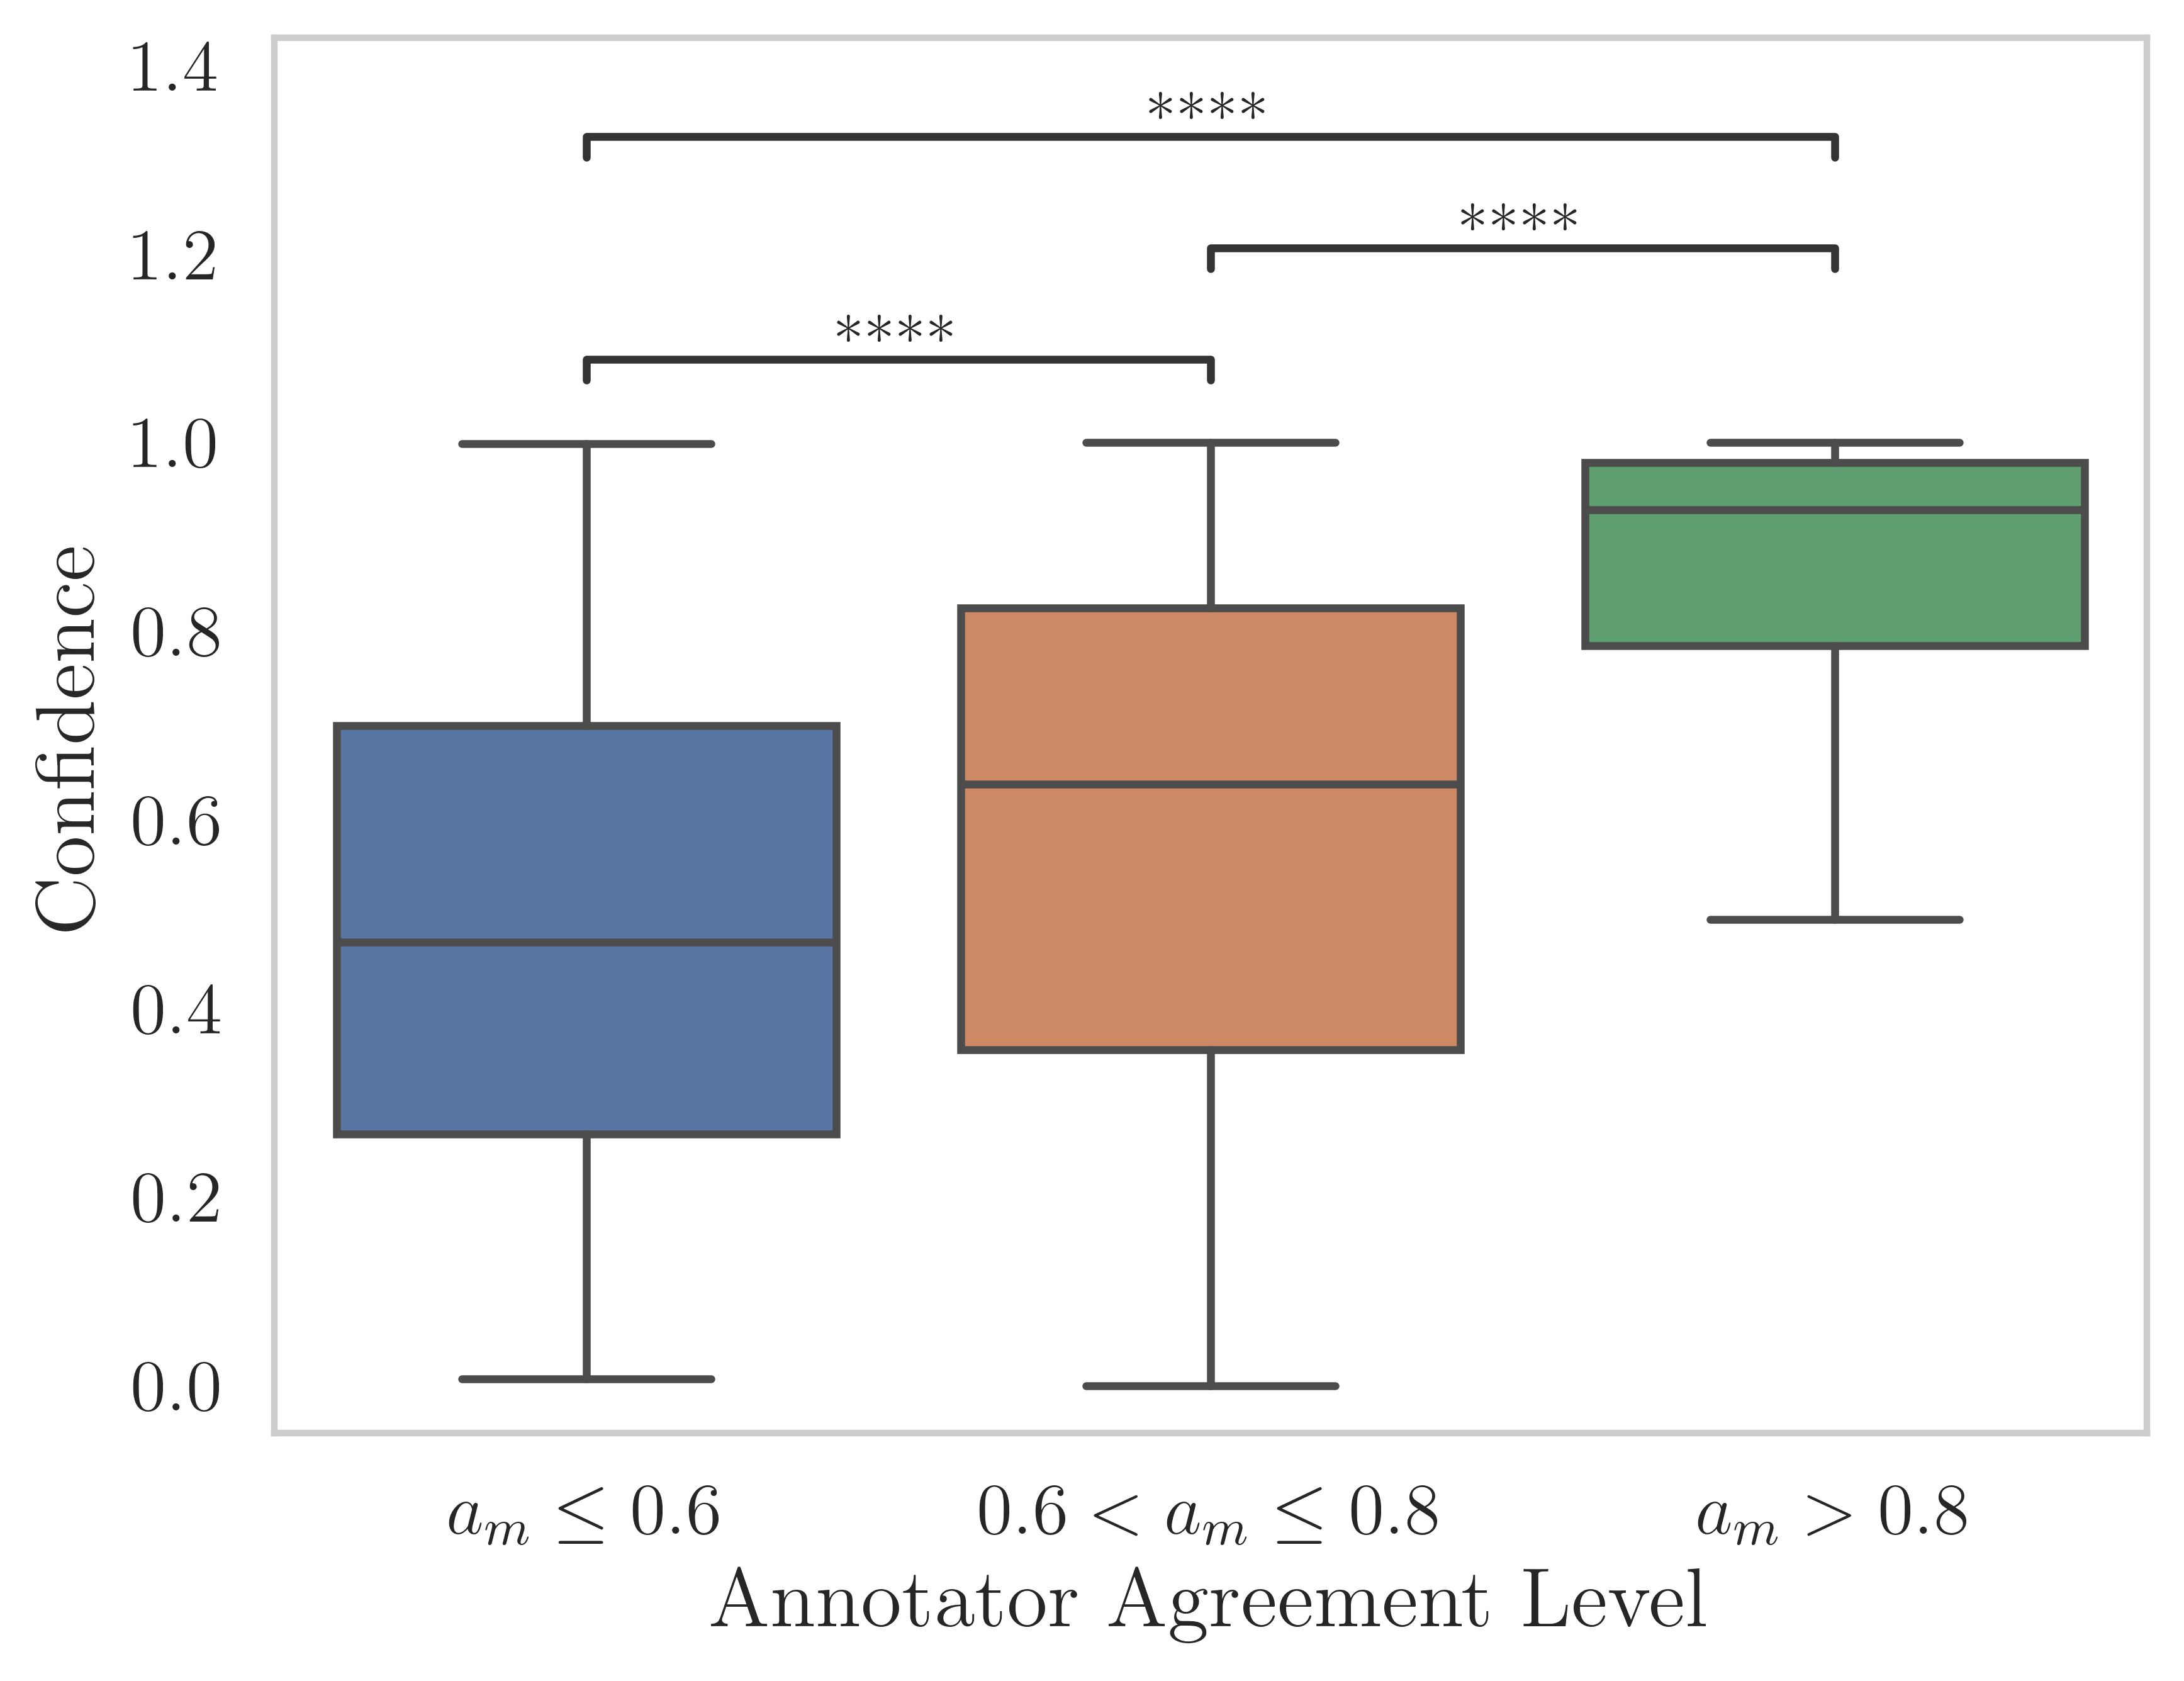 1.4
****
****
1.2
****
1.0
0.8
0.6
0.4
0.2
0.0
Confidence
a_m ≤ 0.6
0.6 < a_m ≤ 0.8
a_m > 0.8
Annotator Agreement Level